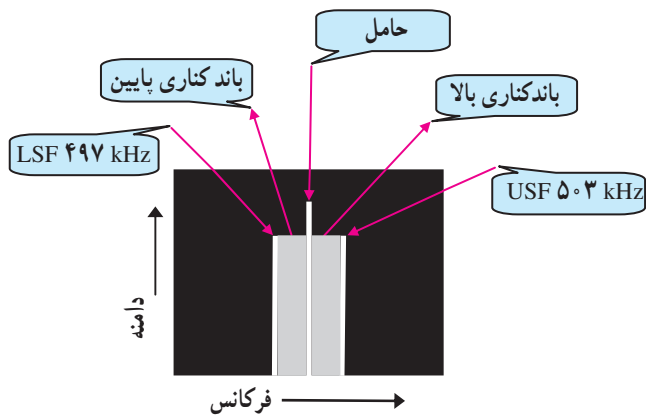 حامل
باند کناری پایین
باندکناری بالا
LSF ۴۹۷ kHz
USF ۵۰۳ kHz
دامنه
فرکانس